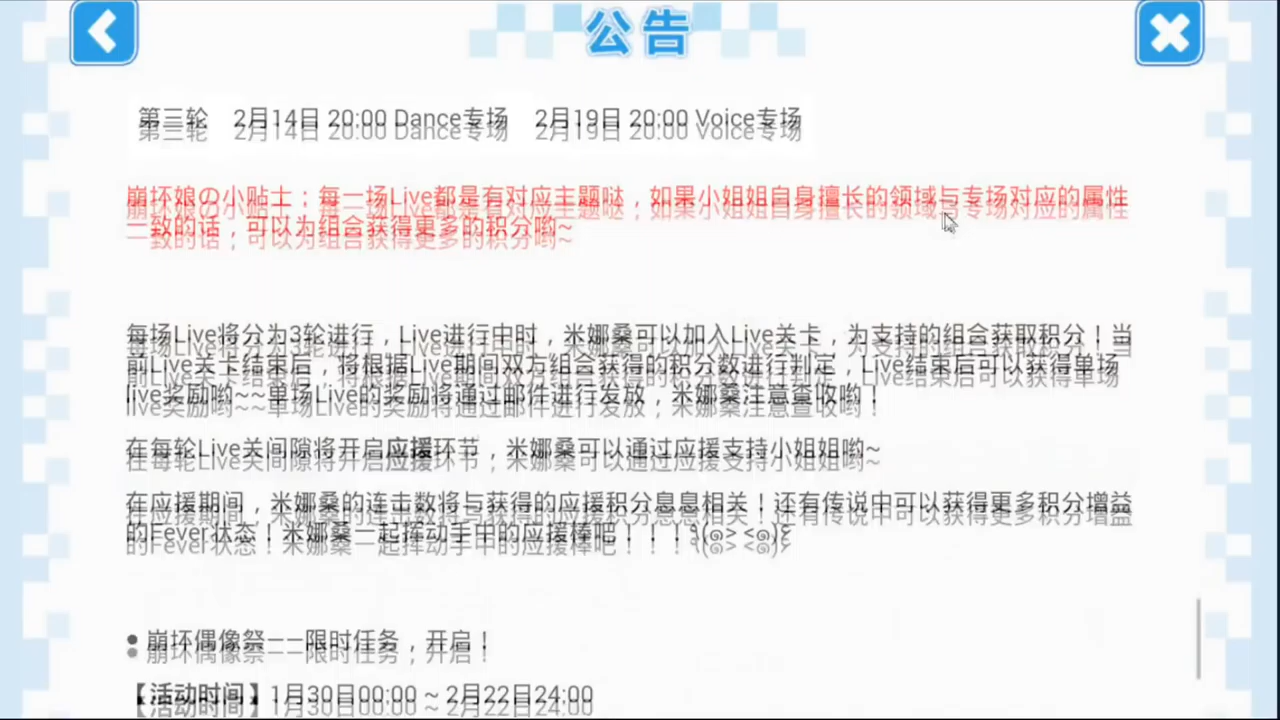 公告
第三轮 2月14日 20:00 Dance专场 2月19日 20:00 Voice专场
崩坏娘の小贴士：每一场Live都是有对应主题哒，如果小姐姐自身擅长的领域与专场对应的属性
一致的话，可以为组合获得更多的积分哟~
每场Live将分为3轮进行，Live进行中时，米娜桑可以加入Live关卡，为支持的组合获取积分！当
前Live关卡结束后，将根据Live期间双方组合获得的积分数进行判定，Live结束后可以获得单场
live奖励哟~~单场Live的奖励将通过邮件进行发放，米娜桑注意查收哟！
在每轮Live关间隙将开启应援环节，米娜桑可以通过应援支持小姐姐哟~
在应援期间，米娜桑的连击数将与获得的应援积分息息相关！还有传说中可以获得更多积分增益
的Fever状态！米娜桑一起挥动手中的应援棒吧！！！٩(๑> <๑)۶
● 崩坏偶像祭——限时任务，开启！
【活动时间】1月30日00:00 ~ 2月22日24:00